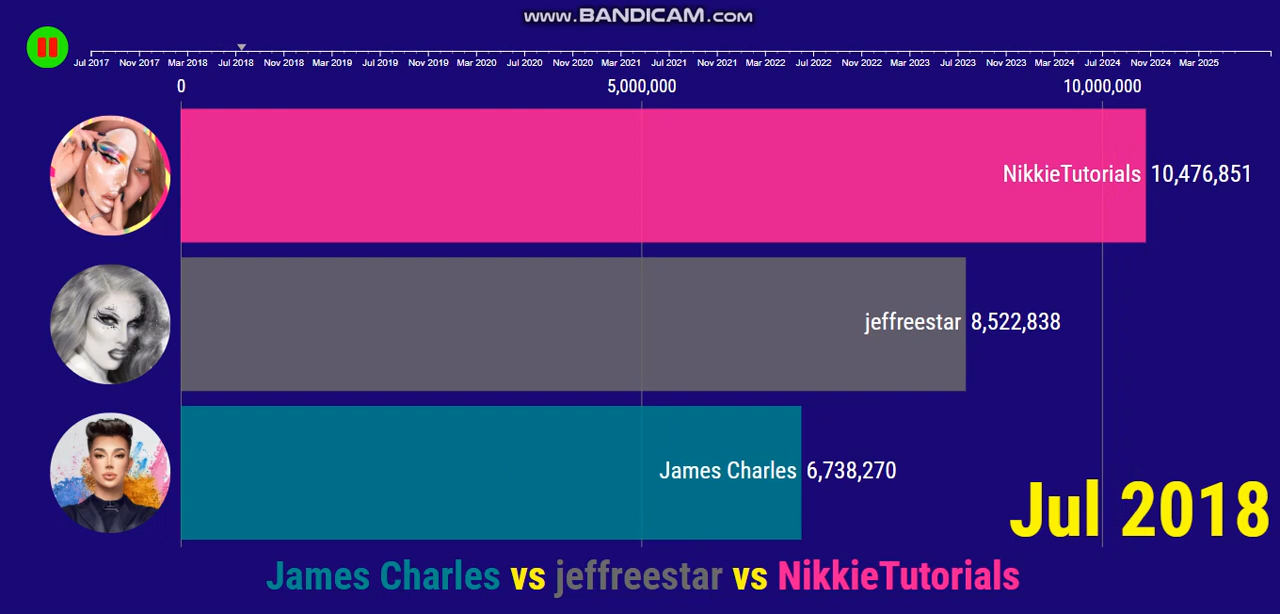 www.BANDICAM.com
Jul 2017 Nov 2017 Mar 2018 Jul 2018 Nov 2018 Mar 2019 Jul 2019 Nov 2019 Mar 2020 Jul 2020 Nov 2020 Mar 2021 Jul 2021 Nov 2021 Mar 2022 Jul 2022 Nov 2022 Mar 2023 Jul 2023 Nov 2023 Mar 2024 Jul 2024 Nov 2024 Mar 2025
0 5,000,000 10,000,000
NikkieTutorials 10,476,851
jeffreestar 8,522,838
James Charles 6,738,270
Jul 2018
James Charles vs jeffreestar vs NikkieTutorials